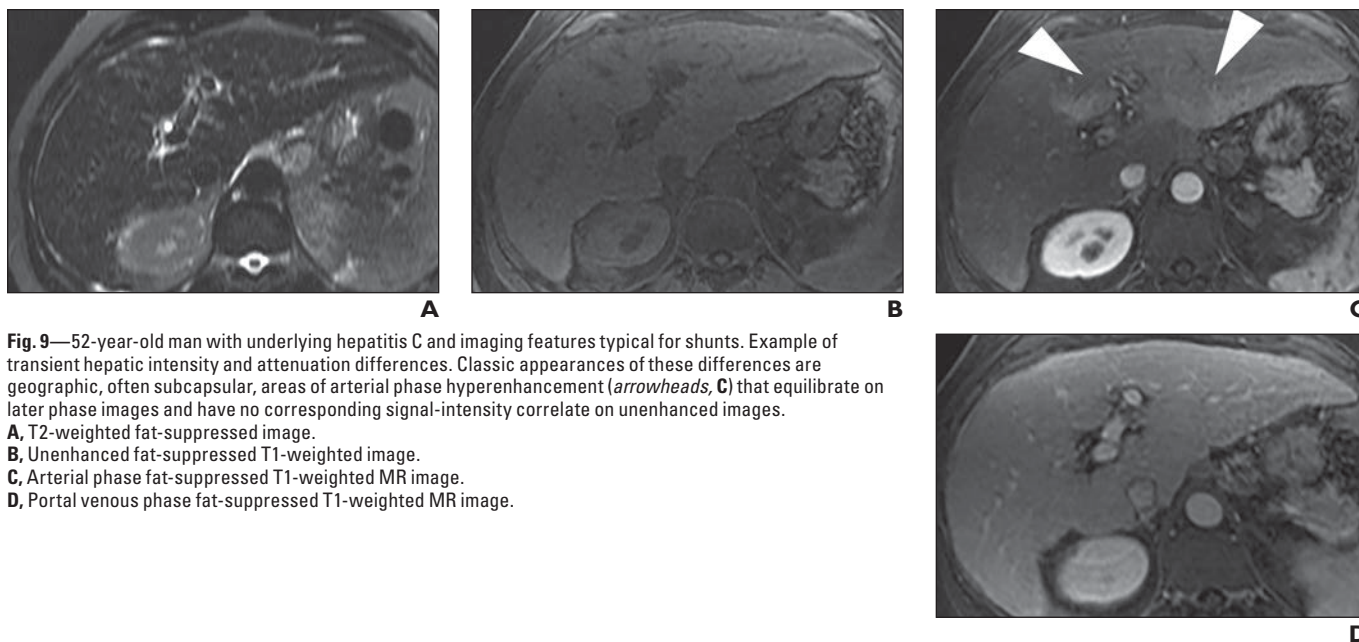 A
B
C
Fig. 9—52-year-old man with underlying hepatitis C and imaging features typical for shunts. Example of
transient hepatic intensity and attenuation differences. Classic appearances of these differences are
geographic, often subcapsular, areas of arterial phase hyperenhancement (arrowheads, C) that equilibrate on
later phase images and have no corresponding signal-intensity correlate on unenhanced images.
A, T2-weighted fat-suppressed image.
B, Unenhanced fat-suppressed T1-weighted image.
C, Arterial phase fat-suppressed T1-weighted MR image.
D, Portal venous phase fat-suppressed T1-weighted MR image.
D